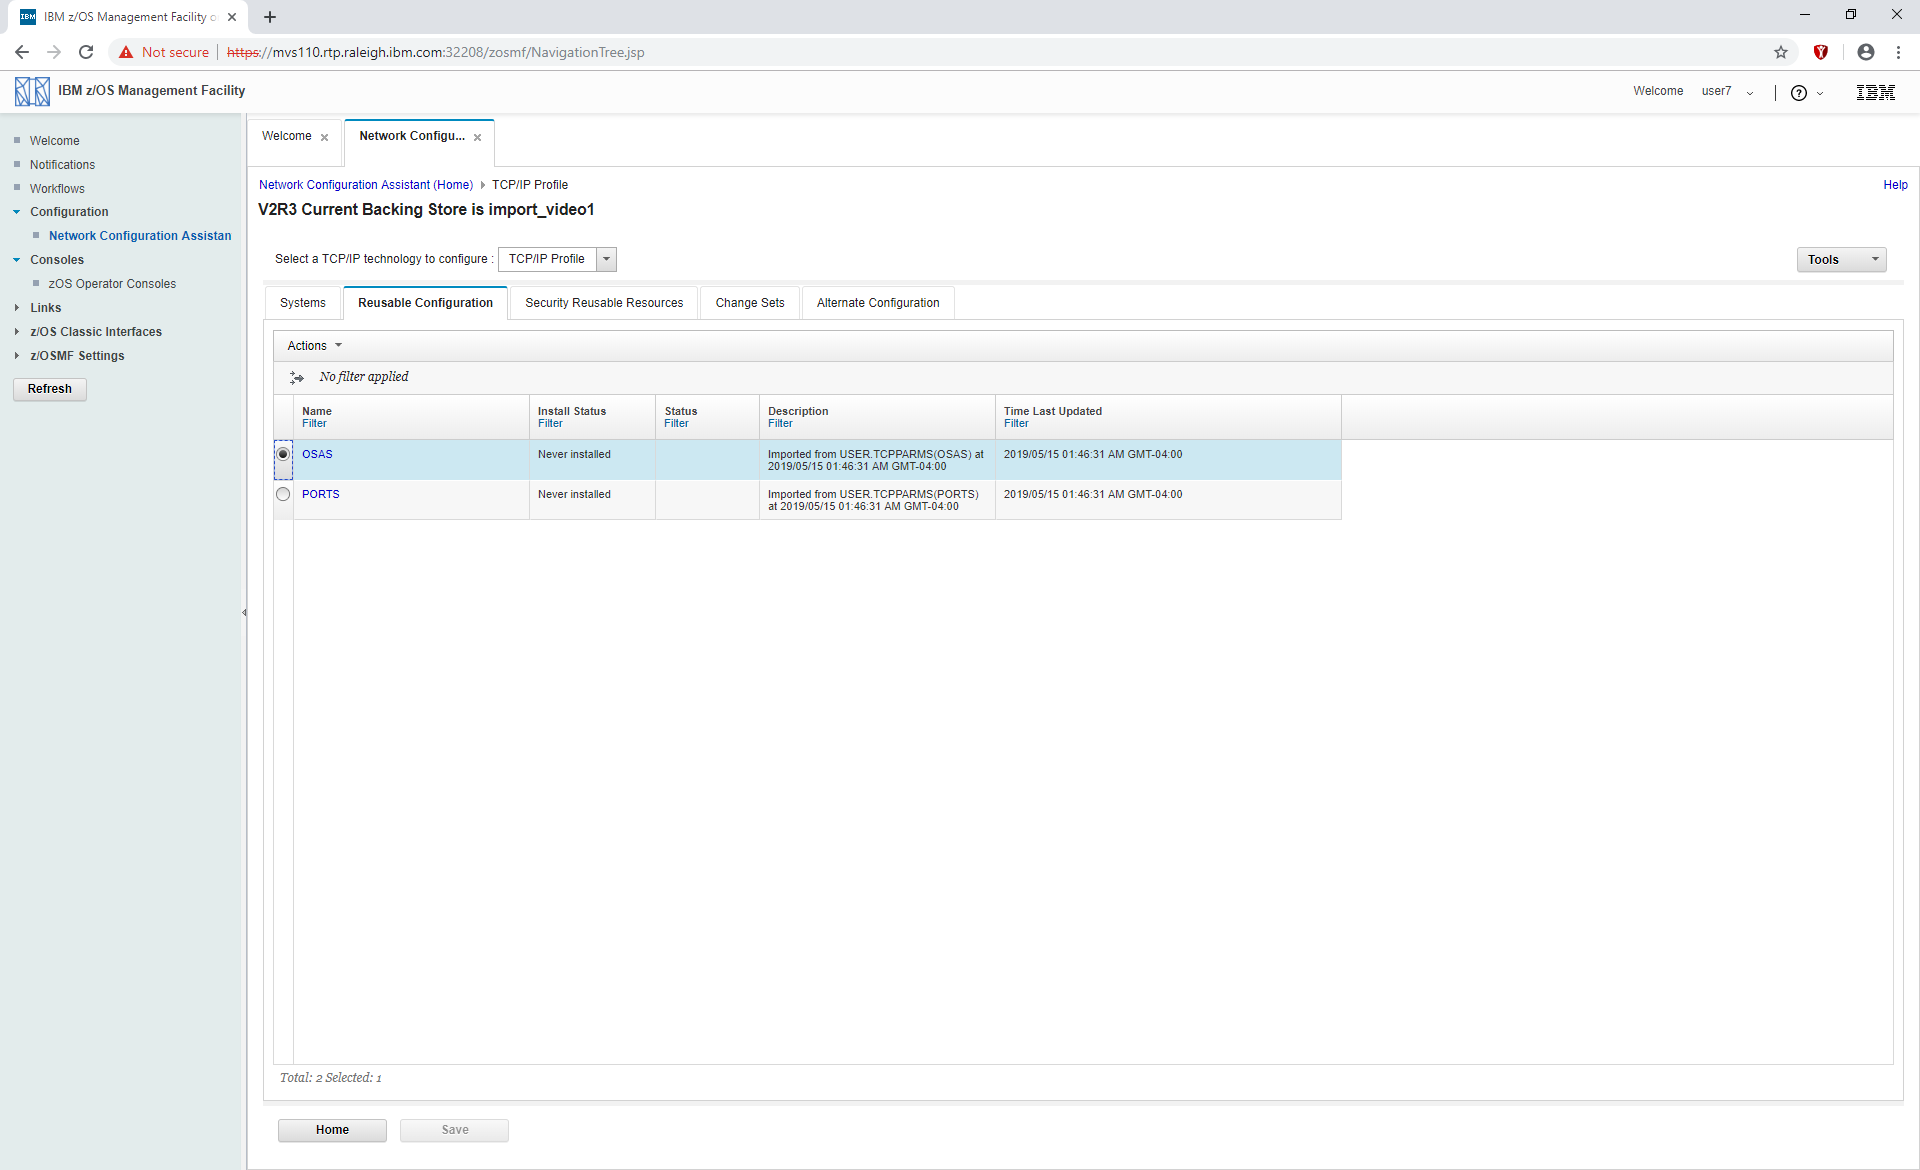 IBM IBM z/OS Management Facility o
Not secure https://mvs110.rtp.raleigh.ibm.com:32208/zosmf/NavigationTree.jsp
IBM z/OS Management Facility
Welcome user7 IBM
Welcome
Notifications
Workflows
Configuration
Network Configuration Assistan
Consoles
zOS Operator Consoles
Links
z/OS Classic Interfaces
z/OSMF Settings
Refresh
Welcome Network Configu...
Network Configuration Assistant (Home) TCP/IP Profile Help
V2R3 Current Backing Store is import_video1
Select a TCP/IP technology to configure : TCP/IP Profile Tools
Systems Reusable Configuration Security Reusable Resources Change Sets Alternate Configuration
Actions
No filter applied
Name Install Status Status Description Time Last Updated
Filter Filter Filter Filter Filter
OSAS Never installed Imported from USER.TCPPARMS(OSAS) at 2019/05/15 01:46:31 AM GMT-04:00
2019/05/15 01:46:31 AM GMT-04:00
PORTS Never installed Imported from USER.TCPPARMS(PORTS) 2019/05/15 01:46:31 AM GMT-04:00
at 2019/05/15 01:46:31 AM GMT-04:00
Total: 2 Selected: 1
Home Save